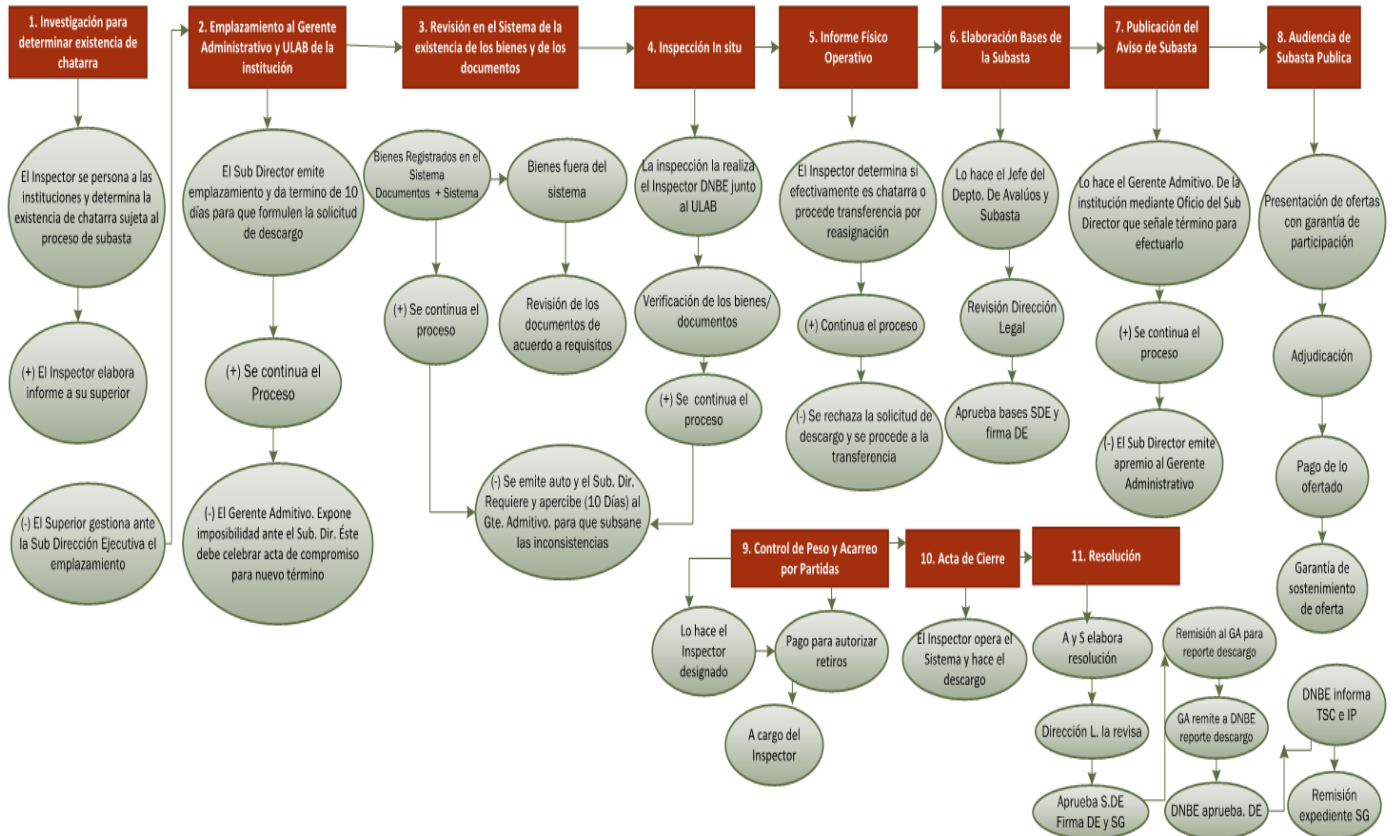 1. Investigación para
determinar existencia de
chatarra
El Inspector se persona a las
instituciones y determina la
existencia de chatarra sujeta al
proceso de subasta
(+) El Inspector elabora
informe a su superior
(-) El Superior gestiona ante
la Sub Dirección Ejecutiva el
emplazamiento
2. Emplazamiento al Gerente
Administrativo y ULAB de la
institución
El Sub Director emite
emplazamiento y da termino de 10
días para que formulen la solicitud
de descargo
(+) Se continua el
Proceso
(-) El Gerente Admitivo. Expone
imposibilidad ante el Sub. Dir. Éste
debe celebrar acta de compromiso
para nuevo término
3. Revisión en el Sistema de la
existencia de los bienes y de los
documentos
Bienes Registrados en el
Sistema
Documentos + Sistema
Bienes fuera del
sistema
(+) Se continua el
proceso
Revisión de los
documentos de
acuerdo a requisitos
(-) Se emite auto y el Sub. Dir.
Requiere y apercibe (10 Días) al
Gte. Admitivo. para que subsane
las inconsistencias
4. Inspección In situ
La inspección la realiza
el Inspector DNBE junto
al ULAB
Verificación de los bienes/
documentos
(+) Se continua el
proceso
5. Informe Físico
Operativo
El Inspector determina si
efectivamente es chatarra o
procede transferencia por
reasignación
(+) Continua el proceso
(-) Se rechaza la solicitud de
descargo y se procede a la
transferencia
6. Elaboración Bases de
la Subasta
Lo hace el Jefe del
Depto. De Avalúos y
Subasta
Revisión Dirección
Legal
Aprueba bases SDE y
firma DE
7. Publicación del
Aviso de Subasta
Lo hace el Gerente Admitivo. De la
institución mediante Oficio del Sub
Director que señale término para
efectuarlo
(+) Se continua el
proceso
(-) El Sub Director emite
apremio al Gerente
Administrativo
8. Audiencia de
Subasta Publica
Presentación de ofertas
con garantía de
participación
Adjudicación
Pago de lo
ofertado
Garantía de
sostenimiento
de oferta
9. Control de Peso y Acarreo
por Partidas
Lo hace el
Inspector
designado
Pago para autorizar
retiros
A cargo del
Inspector
10. Acta de Cierre
El Inspector opera el
Sistema y hace el
descargo
11. Resolución
A y S elabora
resolución
Dirección L. la revisa
Aprueba S.DE
Firma DE y SG
Remisión al GA para
reporte descargo
GA remite a DNBE
reporte descargo
DNBE aprueba. DE
DNBE informa
TSC e IP
Remisión
expediente SG